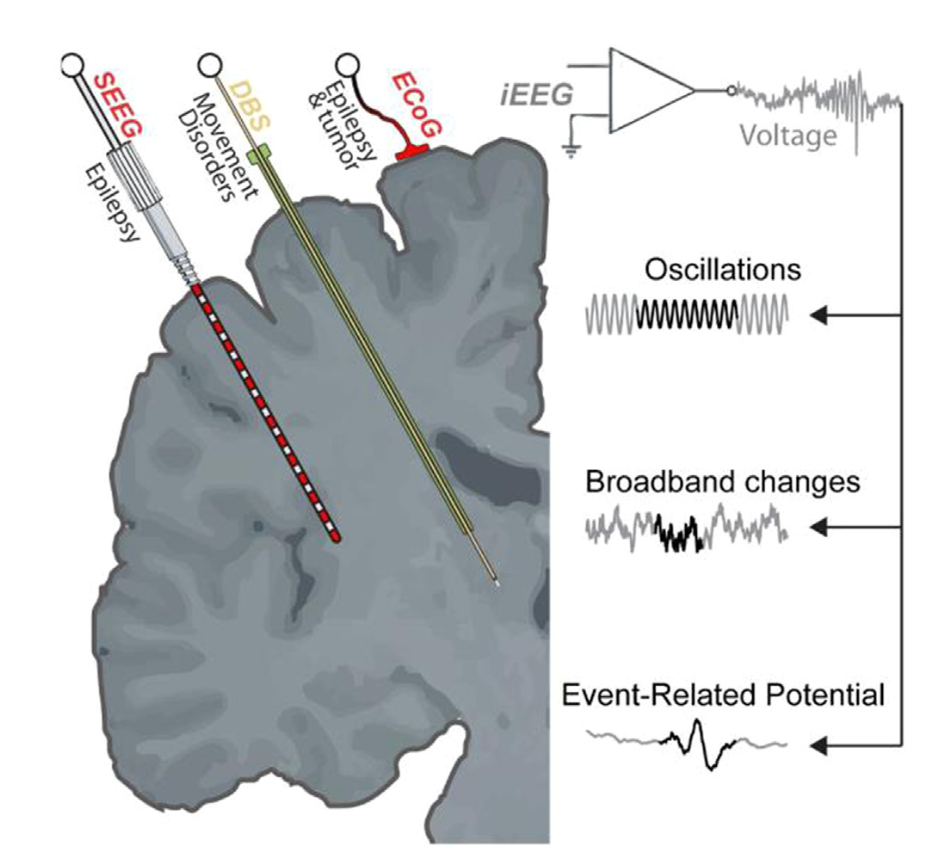 SEEG
Epilepsy
DBS
Movement
Disorders
ECoG
Epilepsy
& tumor
iEEG
Voltage
Oscillations
Broadband changes
Event-Related Potential